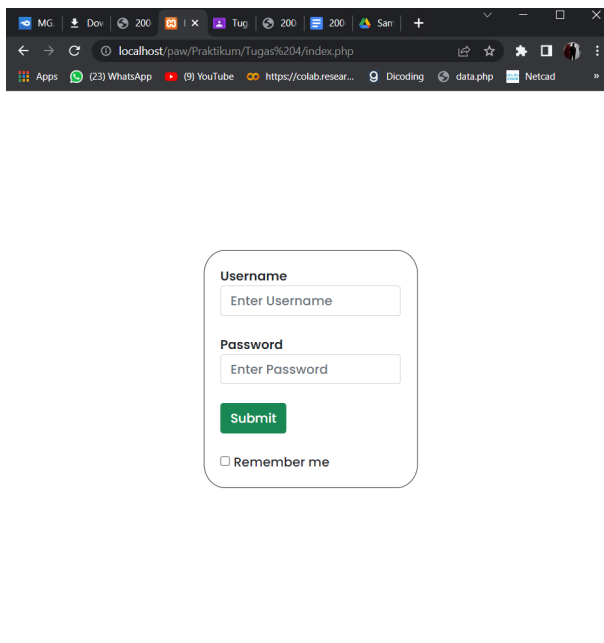 MG. Dov 200 I Tug 200 200 Sam
localhost/paw/Praktikum/Tugas%204/index.php
Apps (23) WhatsApp (9) YouTube https://colab.resear... Dicoding data.php Netcad »
Username
Enter Username
Password
Enter Password
Submit
Remember me